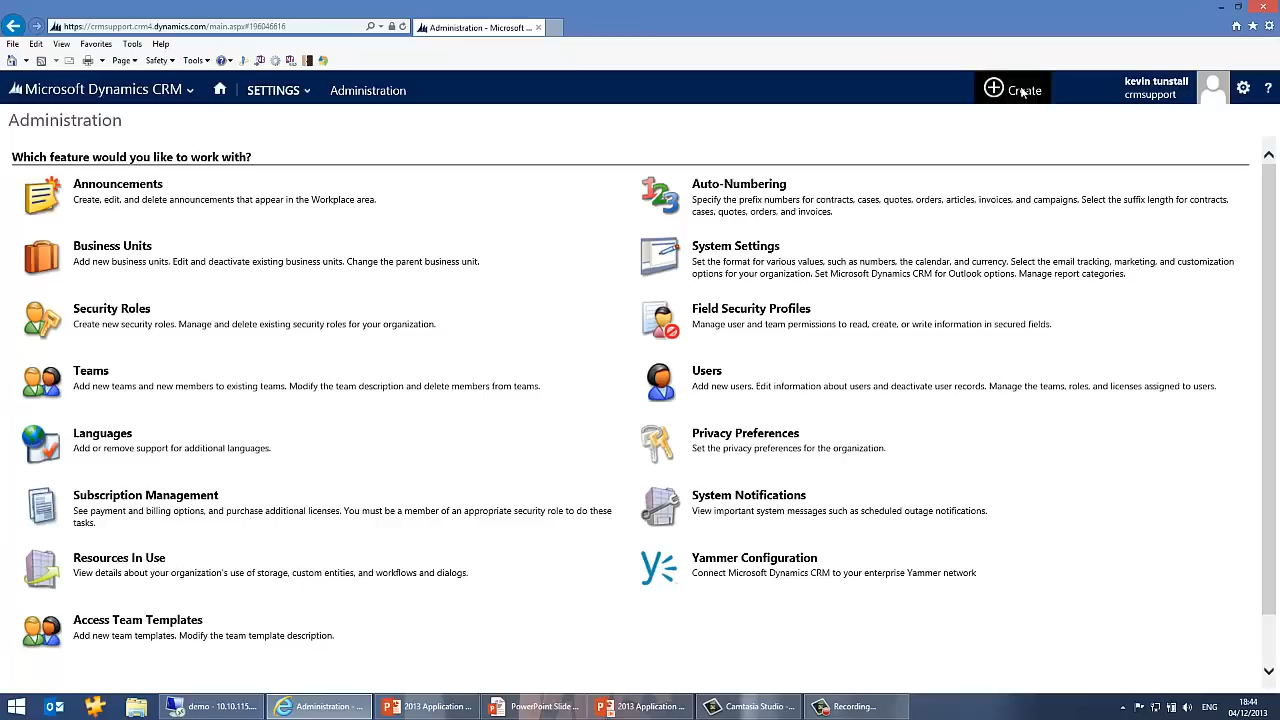 https://crmsupport.crm4.dynamics.com/main.aspx#196046616
Administration - Microsoft ...
File Edit View Favorites Tools Help
Page Safety Tools
Microsoft Dynamics CRM SETTINGS Administration Create kevin tunstall
crmsupport
Administration
Which feature would you like to work with?
Announcements
Create, edit, and delete announcements that appear in the Workplace area.
Auto-Numbering
Specify the prefix numbers for contracts, cases, quotes, orders, articles, invoices, and campaigns. Select the suffix length for contracts,
cases, quotes, orders, and invoices.
Business Units
Add new business units. Edit and deactivate existing business units. Change the parent business unit.
System Settings
Set the format for various values, such as numbers, the calendar, and currency. Select the email tracking, marketing, and customization
options for your organization. Set Microsoft Dynamics CRM for Outlook options. Manage report categories.
Security Roles
Create new security roles. Manage and delete existing security roles for your organization.
Field Security Profiles
Manage user and team permissions to read, create, or write information in secured fields.
Teams
Add new teams and new members to existing teams. Modify the team description and delete members from teams.
Users
Add new users. Edit information about users and deactivate user records. Manage the teams, roles, and licenses assigned to users.
Languages
Add or remove support for additional languages.
Privacy Preferences
Set the privacy preferences for the organization.
Subscription Management
See payment and billing options, and purchase additional licenses. You must be a member of an appropriate security role to do these
tasks.
System Notifications
View important system messages such as scheduled outage notifications.
Resources In Use
View details about your organization's use of storage, custom entities, and workflows and dialogs.
Yammer Configuration
Connect Microsoft Dynamics CRM to your enterprise Yammer network
Access Team Templates
Add new team templates. Modify the team template description.
demo - 10.10.115.... Administration - ... 2013 Application ... PowerPoint Slide ... 2013 Application ... Camtasia Studio -... Recording... ENG 18:44
04/12/2013